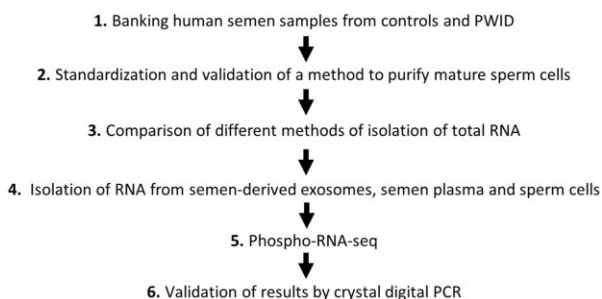 1. Banking human semen samples from controls and PWID
2. Standardization and validation of a method to purify mature sperm cells
3. Comparison of different methods of isolation of total RNA
4. Isolation of RNA from semen-derived exosomes, semen plasma and sperm cells
5. Phospho-RNA-seq
6. Validation of results by crystal digital PCR